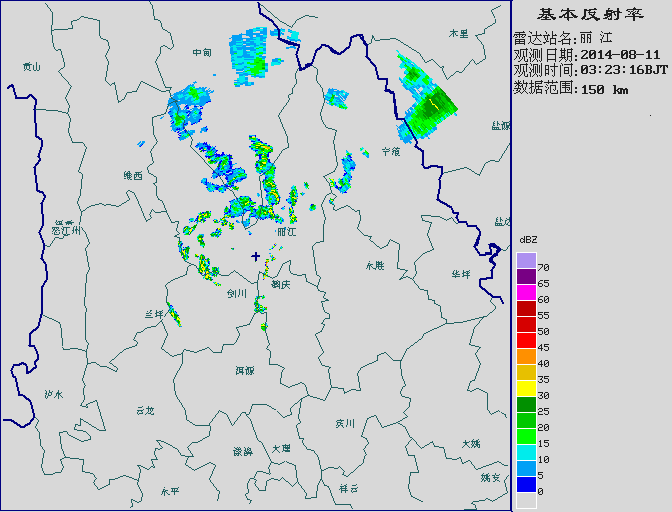 基本反射率
雷达站名:丽 江
观测日期:2014-08-11
观测时间:03:23:16BJT
数据范围:150 km
dBZ
70
65
60
55
50
45
40
35
30
25
20
15
10
5
0
中甸
木里
贡山
盐源
宁蒗
维西
怒江州
盐边
丽江
永胜
华坪
鹤庆
剑川
兰坪
洱源
泸水
云龙
宾川
漾濞
大理
大姚
姚安
祥云
永平